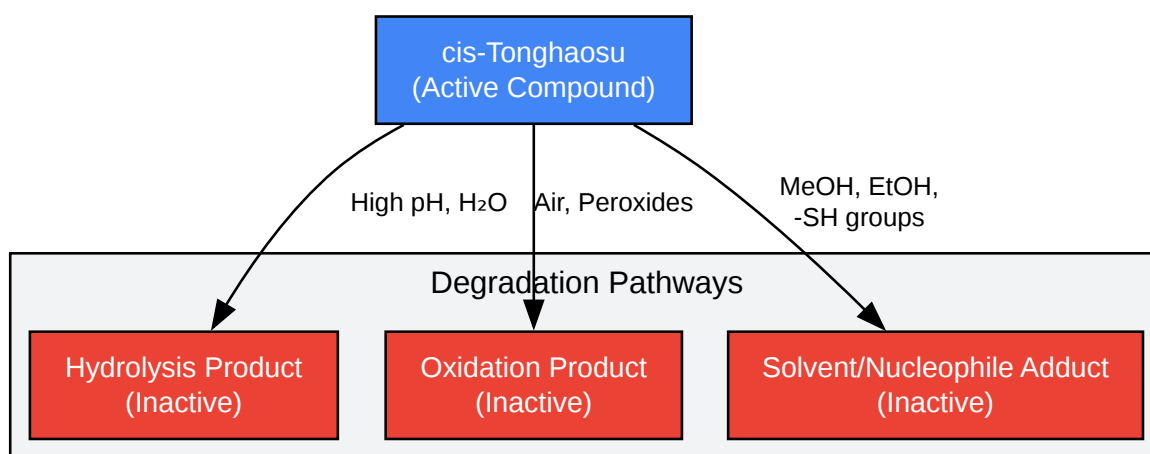 cis-Tonghaosu
(Active Compound)
High pH, H₂O
Air, Peroxides
MeOH, EtOH,
-SH groups
Degradation Pathways
Hydrolysis Product
(Inactive)
Oxidation Product
(Inactive)
Solvent/Nucleophile Adduct
(Inactive)